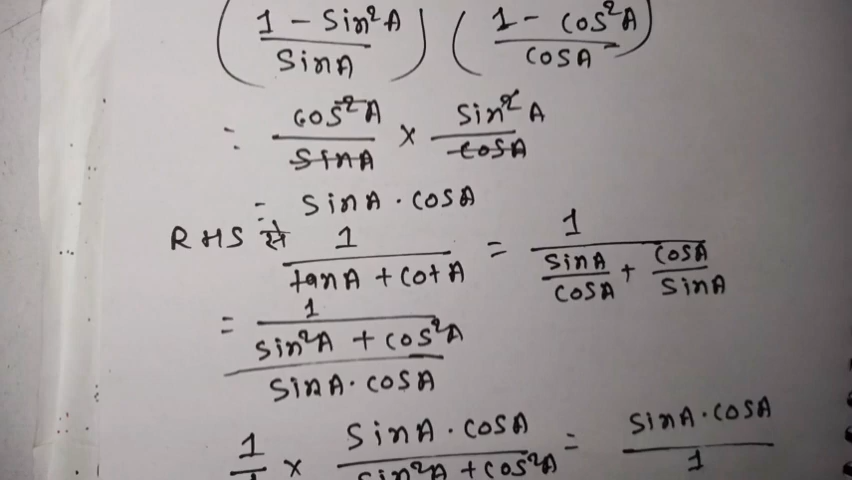 (1 - Sin²A / SinA) (1 - COS²A / COSA)
= COS²A / SinA × Sin²A / COSA
= SinA · COSA
RHS से 1 / tanA + CotA = 1 / SinA/COSA + COSA/SinA
= 1 / Sin²A + COS²A / SinA · COSA
1/1 × SinA · COSA / Sin²A + COS²A = SinA · COSA / 1